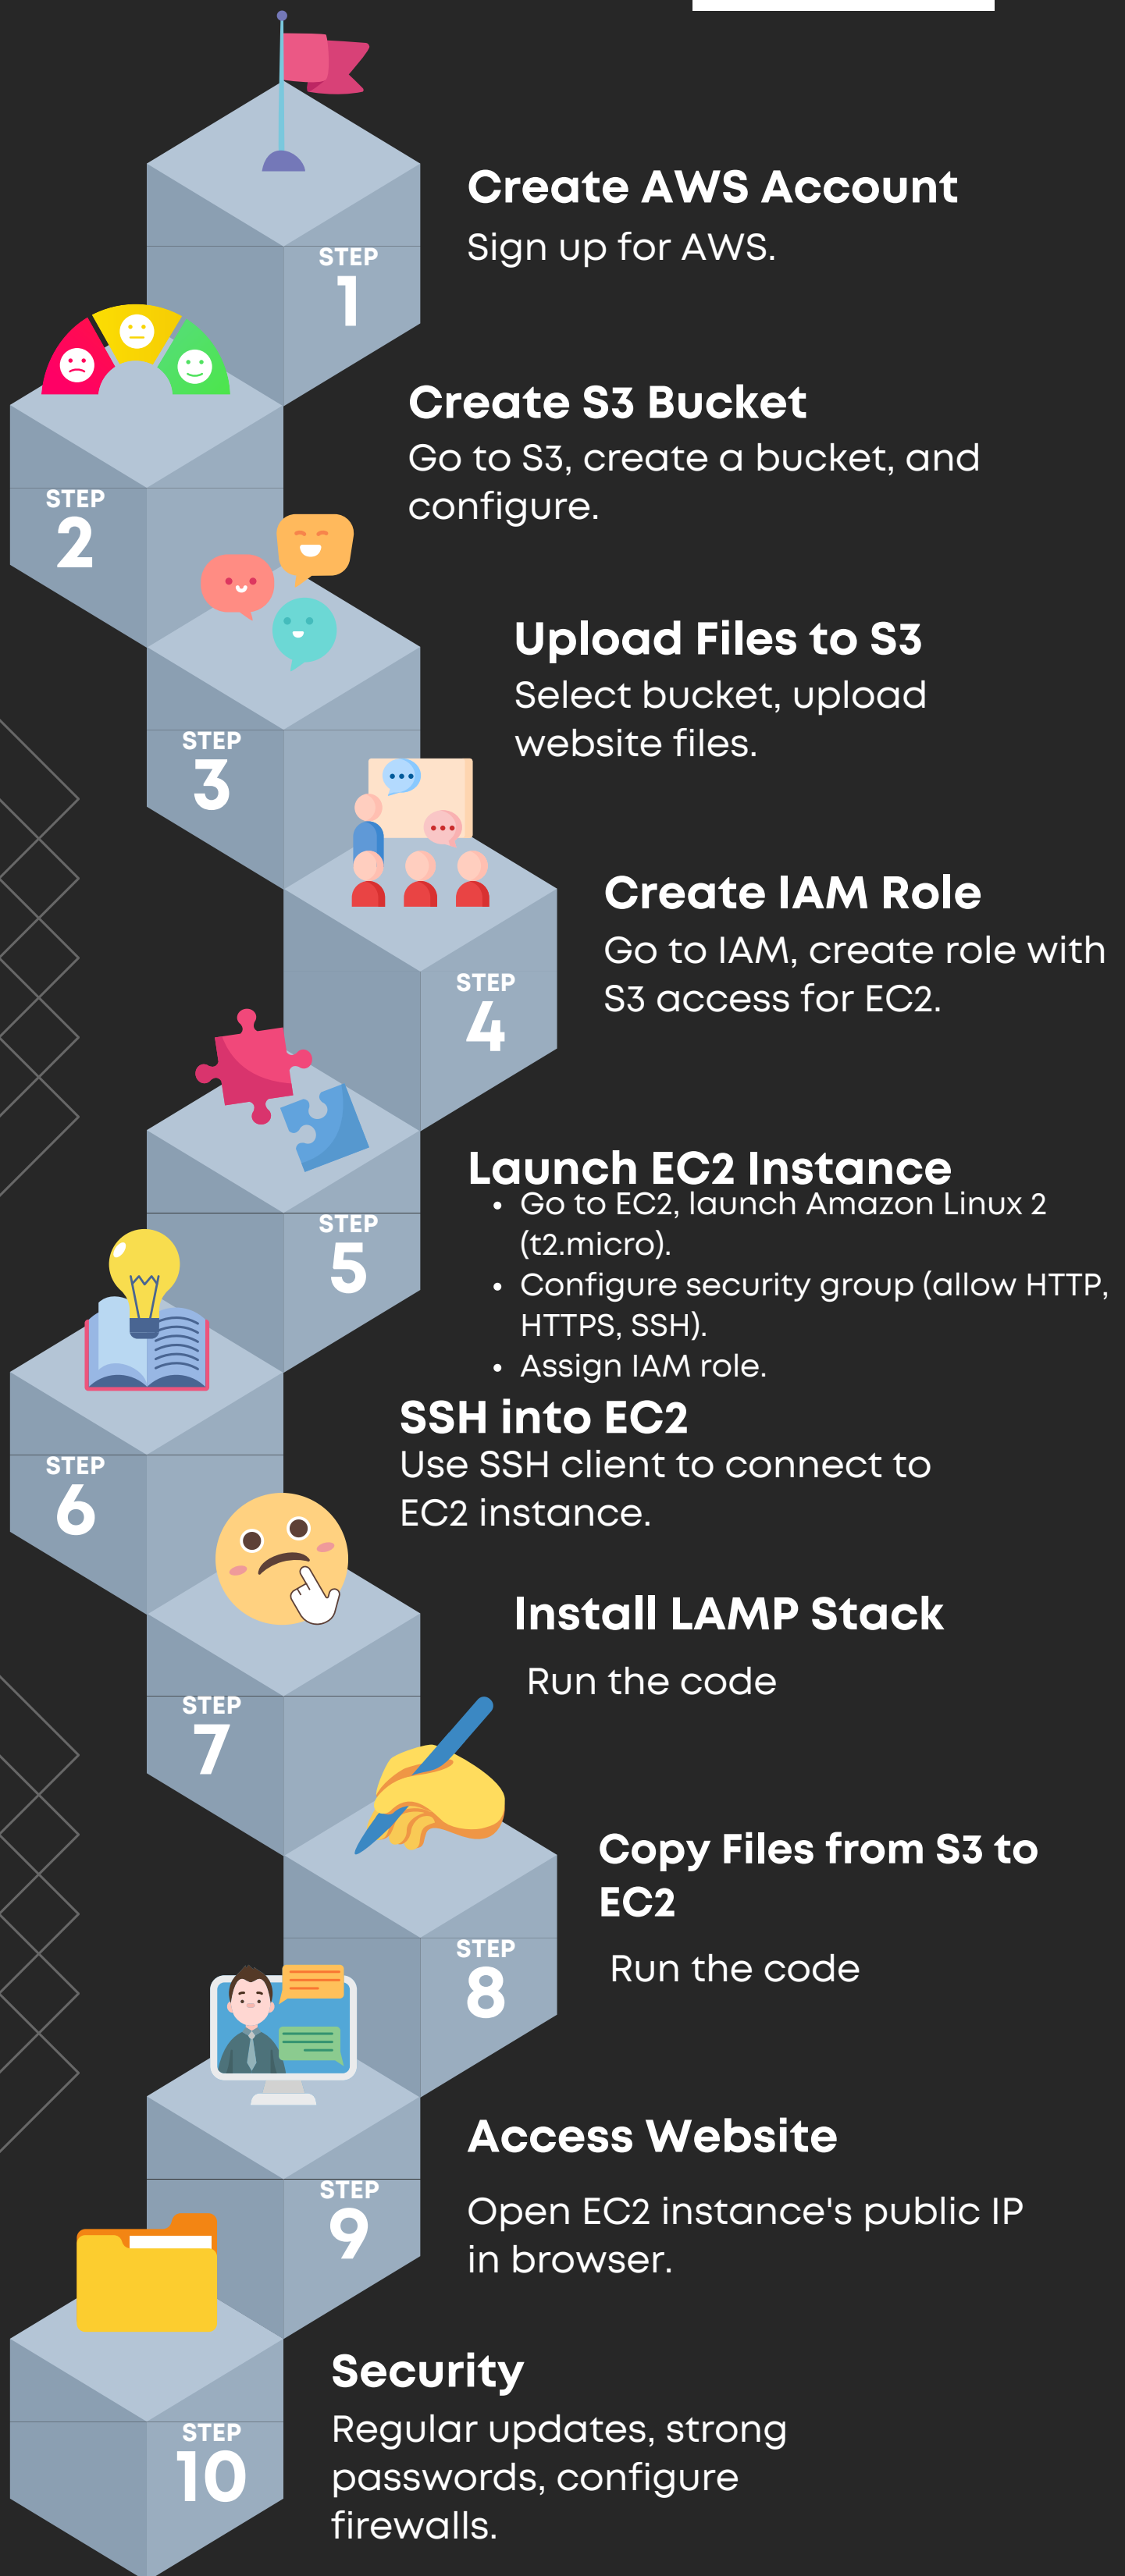 Create AWS Account
Sign up for AWS.
STEP
1
Create S3 Bucket
Go to S3, create a bucket, and
configure.
STEP
2
Upload Files to S3
Select bucket, upload
website files.
STEP
3
Create IAM Role
Go to IAM, create role with
S3 access for EC2.
STEP
4
Launch EC2 Instance
• Go to EC2, launch Amazon Linux 2
(t2.micro).
• Configure security group (allow HTTP,
HTTPS, SSH).
• Assign IAM role.
STEP
5
SSH into EC2
Use SSH client to connect to
EC2 instance.
STEP
6
Install LAMP Stack
Run the code
STEP
7
Copy Files from S3 to
EC2
Run the code
STEP
8
Access Website
Open EC2 instance's public IP
in browser.
STEP
9
Security
Regular updates, strong
passwords, configure
firewalls.
STEP
10